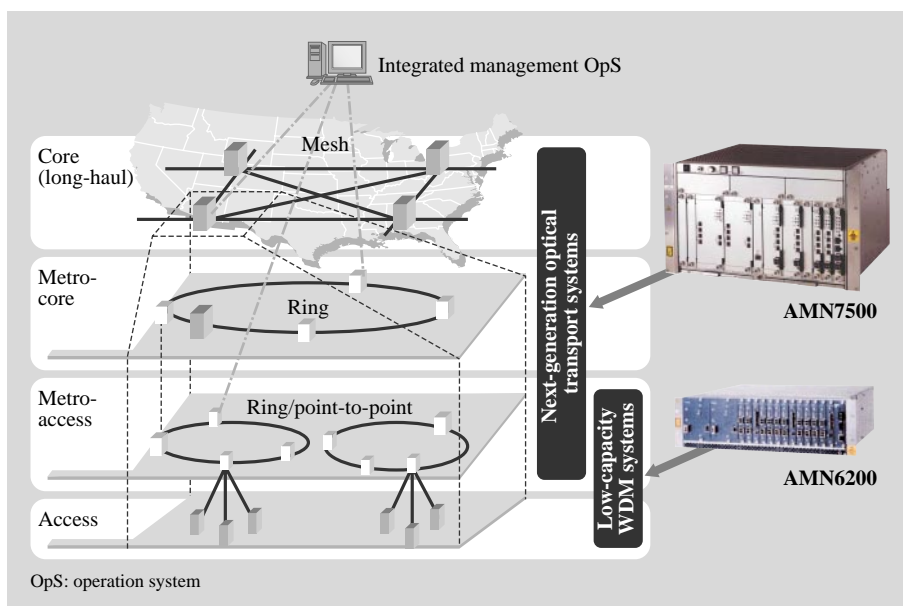 Integrated management OpS
Core
(long-haul)
Mesh
Metro-
core
Ring
Metro-
access
Ring/point-to-point
Access
Next-generation optical
transport systems
Low-capacity
WDM systems
AMN7500
AMN6200
OpS: operation system